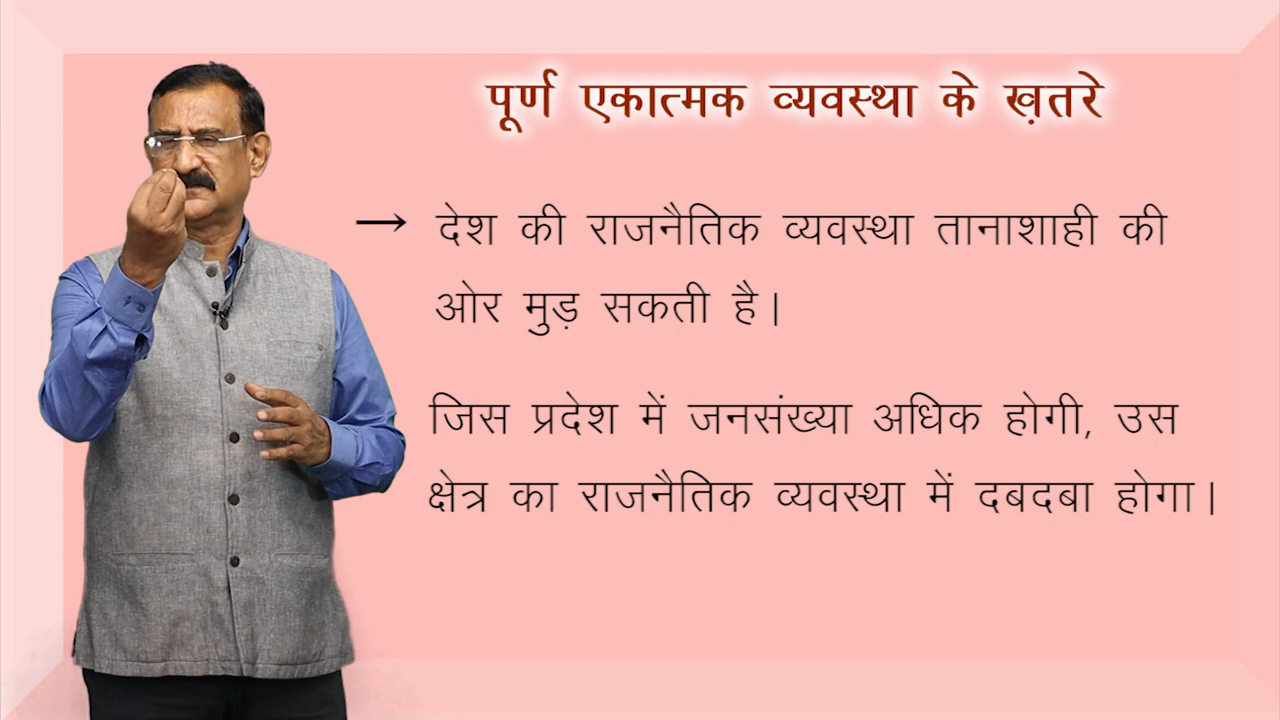 पूर्ण एकात्मक व्यवस्था के ख़तरे
→ देश की राजनैतिक व्यवस्था तानाशाही की
ओर मुड़ सकती है।
जिस प्रदेश में जनसंख्या अधिक होगी, उस
क्षेत्र का राजनैतिक व्यवस्था में दबदबा होगा।